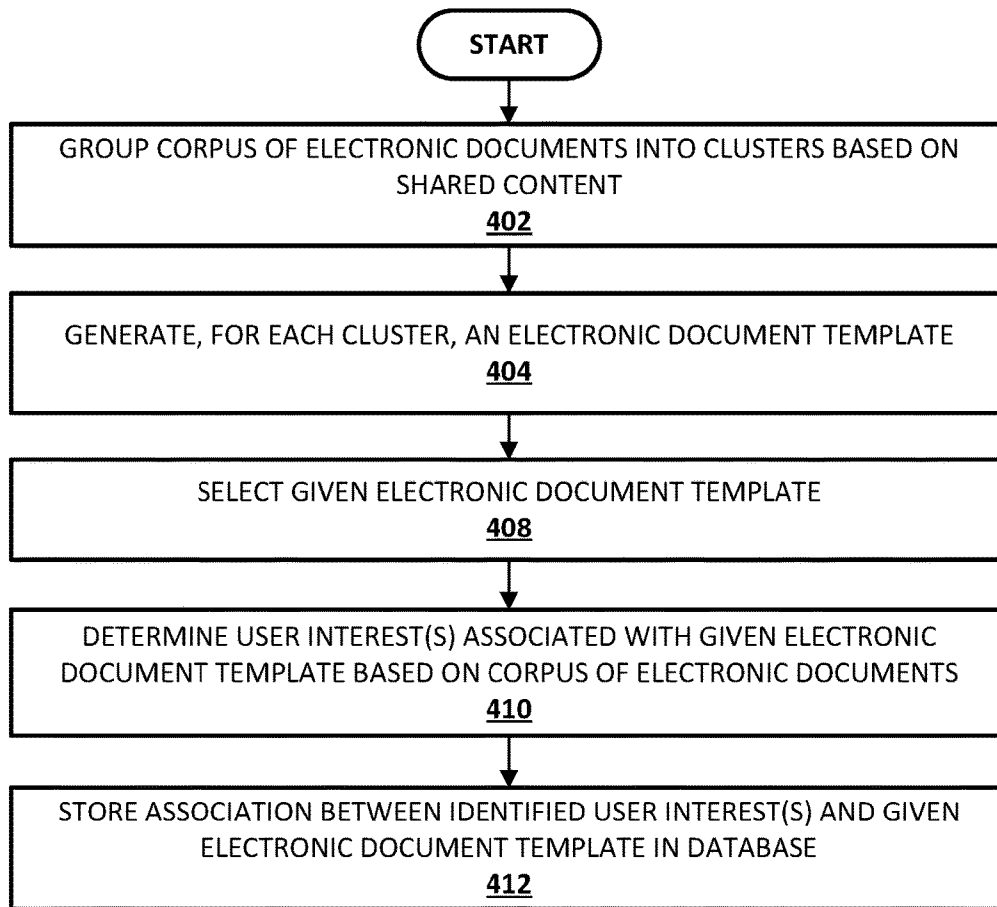 START
GROUP CORPUS OF ELECTRONIC DOCUMENTS INTO CLUSTERS BASED ON
SHARED CONTENT
402
GENERATE, FOR EACH CLUSTER, AN ELECTRONIC DOCUMENT TEMPLATE
404
SELECT GIVEN ELECTRONIC DOCUMENT TEMPLATE
408
DETERMINE USER INTEREST(S) ASSOCIATED WITH GIVEN ELECTRONIC
DOCUMENT TEMPLATE BASED ON CORPUS OF ELECTRONIC DOCUMENTS
410
STORE ASSOCIATION BETWEEN IDENTIFIED USER INTEREST(S) AND GIVEN
ELECTRONIC DOCUMENT TEMPLATE IN DATABASE
412